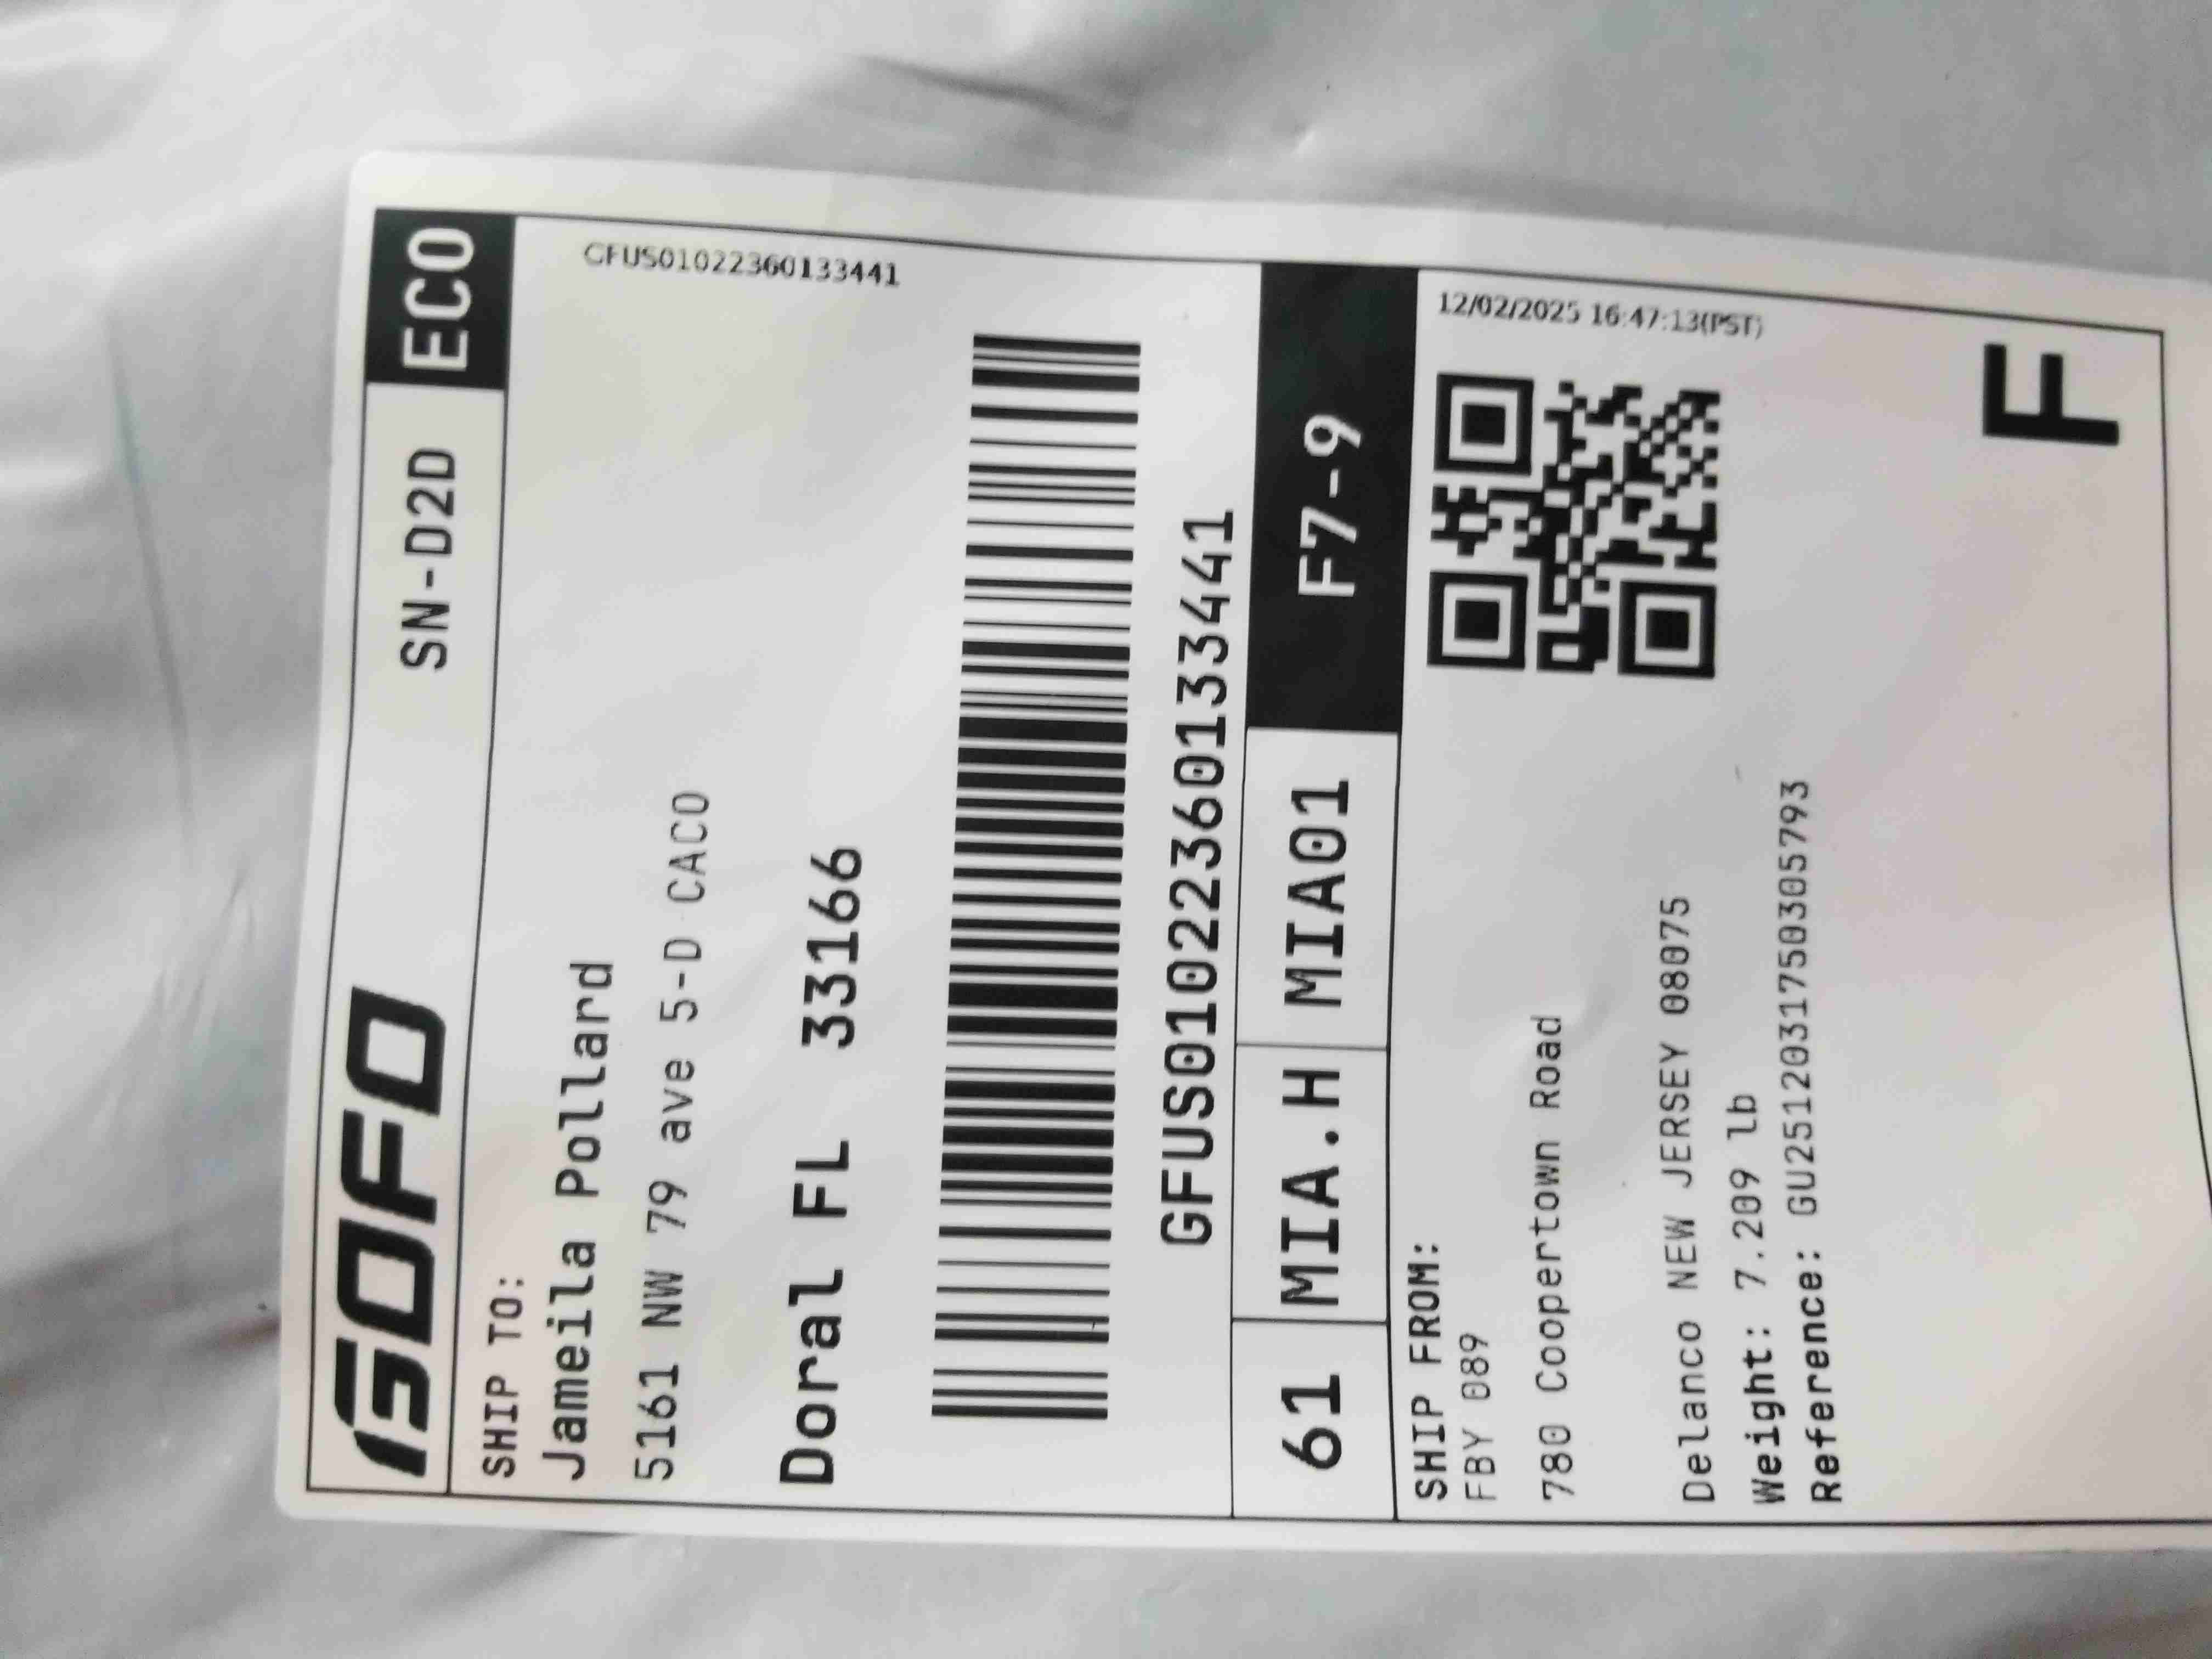 GOFO
SN-D2D
ECO
SHIP TO:
Jameila Pollard
5161 NW 79 ave 5-D CACO
Doral FL 33166
GFUS01022360133441
GFUS01022360133441
61
MIA.H
MIA01
F7-9
SHIP FROM:
FBY 089
780 Coopertown Road
Delanco NEW JERSEY 08075
Weight: 7.209 lb
Reference: GU251203175030305793
12/02/2025 16:47:13(PST)
F